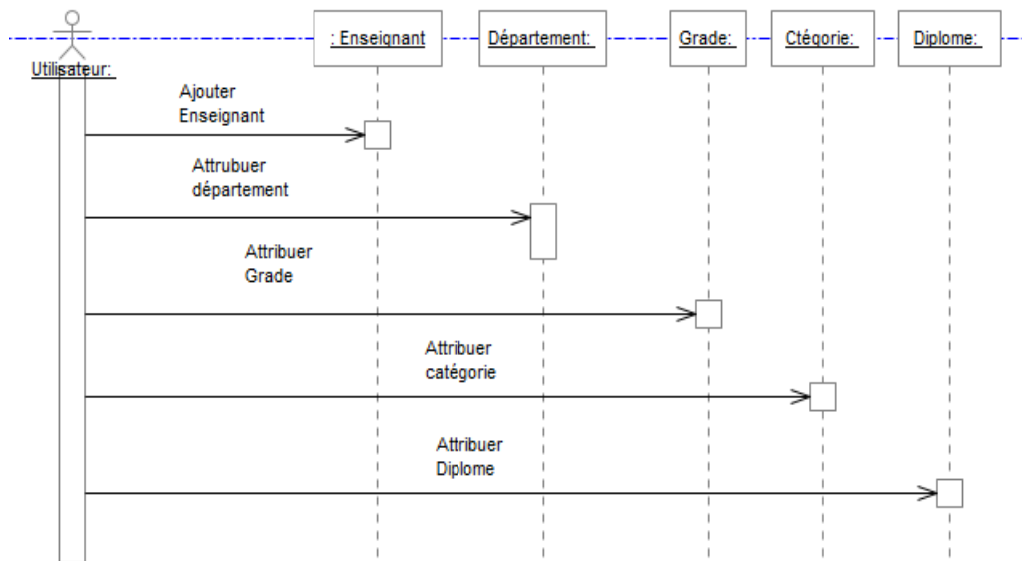 : Enseignant
Département:
Grade:
Ctégorie:
Diplome:
Utilisateur:
Ajouter
Enseignant
Attrubuer
département
Attribuer
Grade
Attribuer
catégorie
Attribuer
Diplome